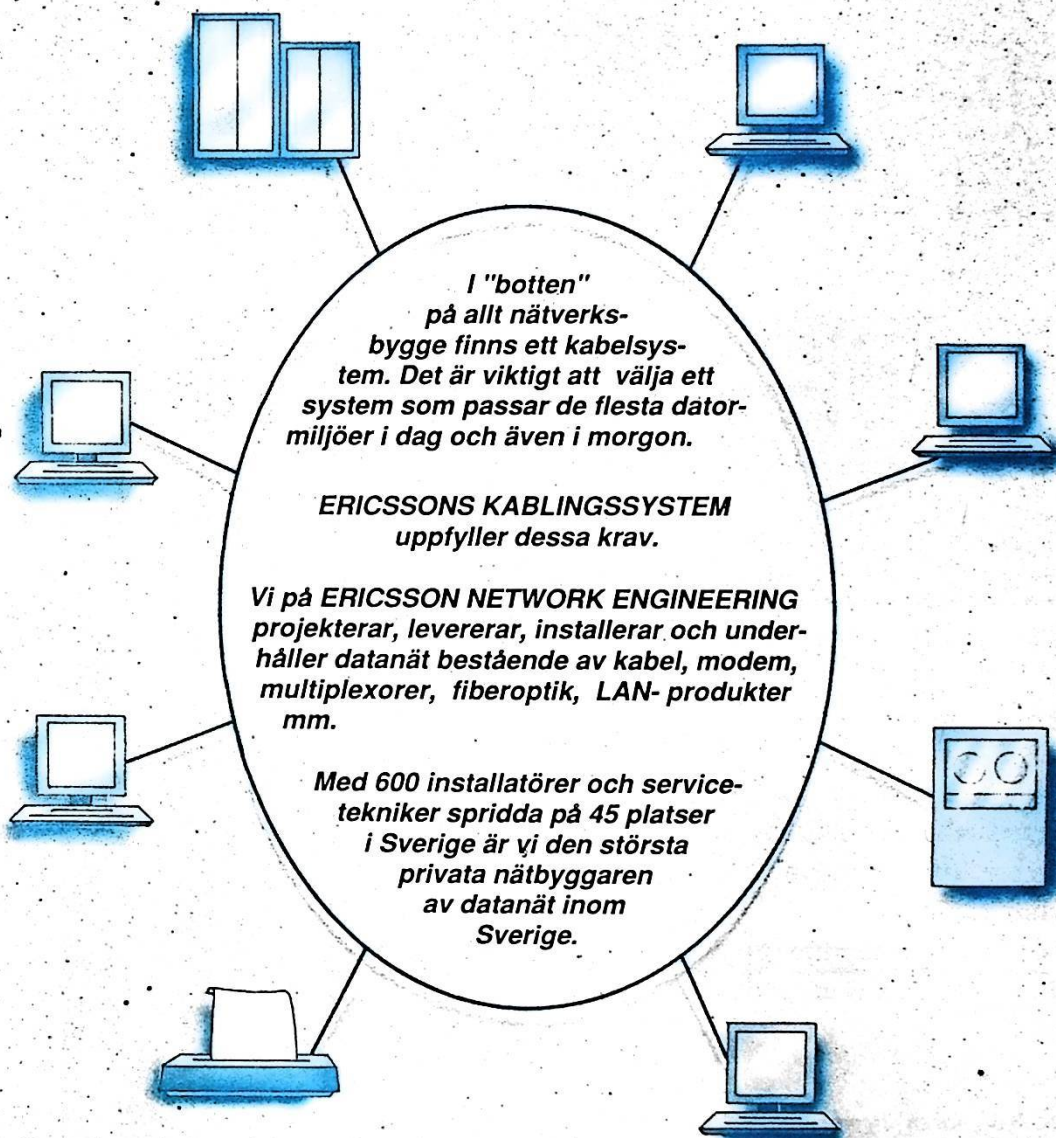 I "botten"
på allt nätverks-
bygge finns ett kabelsys-
tem. Det är viktigt att välja ett
system som passar de flesta dator-
miljöer i dag och även i morgon.
ERICSSONS KABLINGSSYSTEM
uppfyller dessa krav.
Vi på ERICSSON NETWORK ENGINEERING
projekterar, levererar, installerar och under-
håller datanät bestående av kabel, modem,
multiplexorer, fiberoptik, LAN- produkter
mm.
Med 600 installatörer och service-
tekniker spridda på 45 platser
i Sverige är vi den största
privata nätbyggaren
av datanät inom
Sverige.